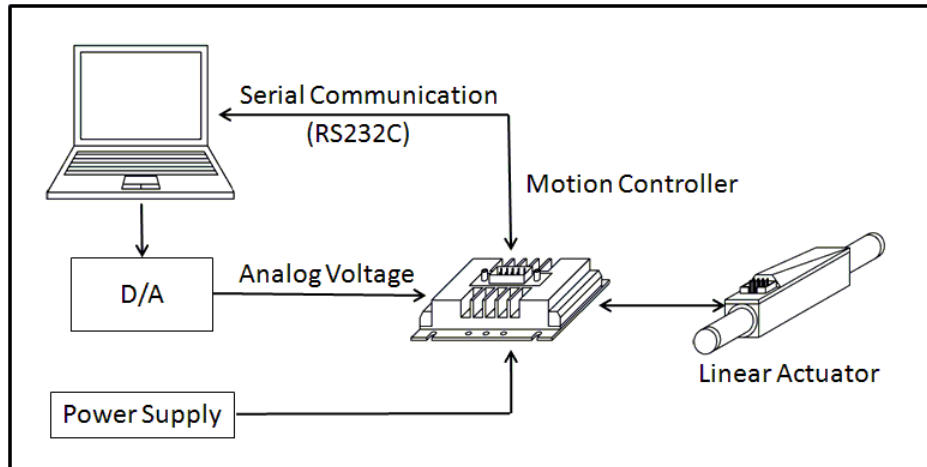 Serial Communication
(RS232C)
Motion Controller
D/A
Analog Voltage
Linear Actuator
Power Supply